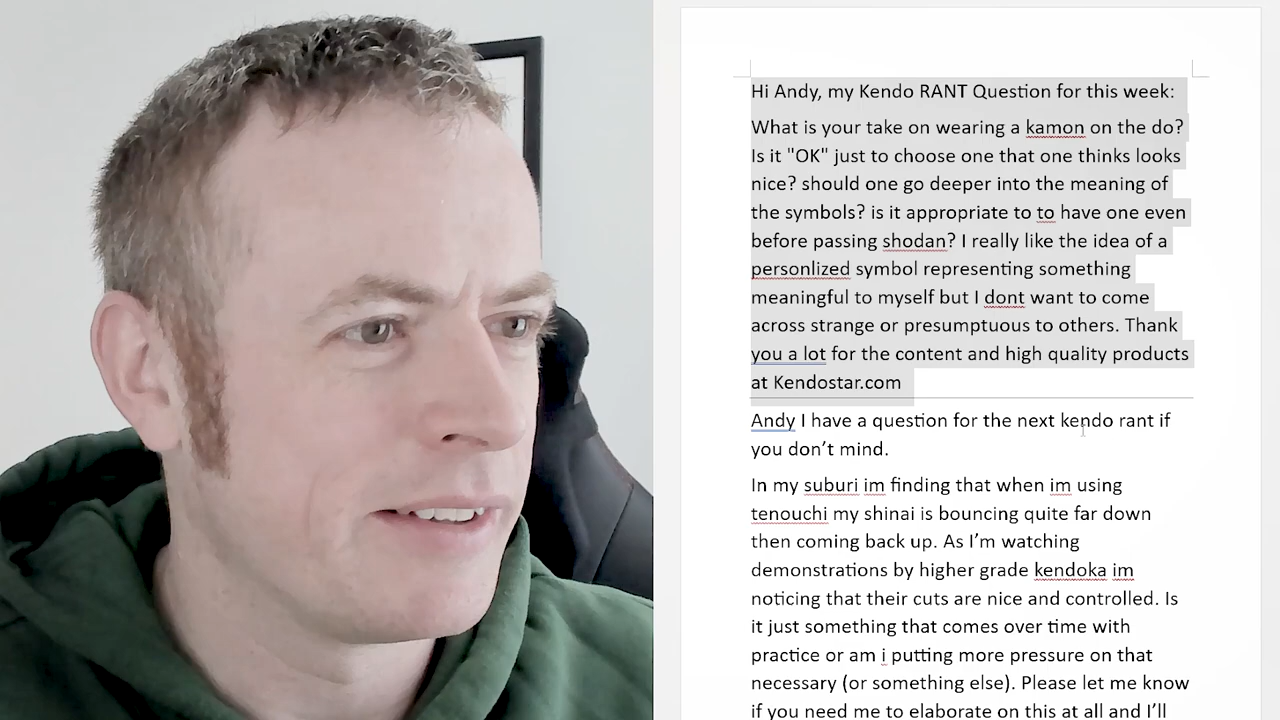 Hi Andy, my Kendo RANT Question for this week:
What is your take on wearing a kamon on the do?
Is it "OK" just to choose one that one thinks looks
nice? should one go deeper into the meaning of
the symbols? is it appropriate to to have one even
before passing shodan? I really like the idea of a
personlized symbol representing something
meaningful to myself but I dont want to come
across strange or presumptuous to others. Thank
you a lot for the content and high quality products
at Kendostar.com
Andy I have a question for the next kendo rant if
you don’t mind.
In my suburi im finding that when im using
tenouchi my shinai is bouncing quite far down
then coming back up. As I’m watching
demonstrations by higher grade kendoka im
noticing that their cuts are nice and controlled. Is
it just something that comes over time with
practice or am i putting more pressure on that
necessary (or something else). Please let me know
if you need me to elaborate on this at all and I’ll